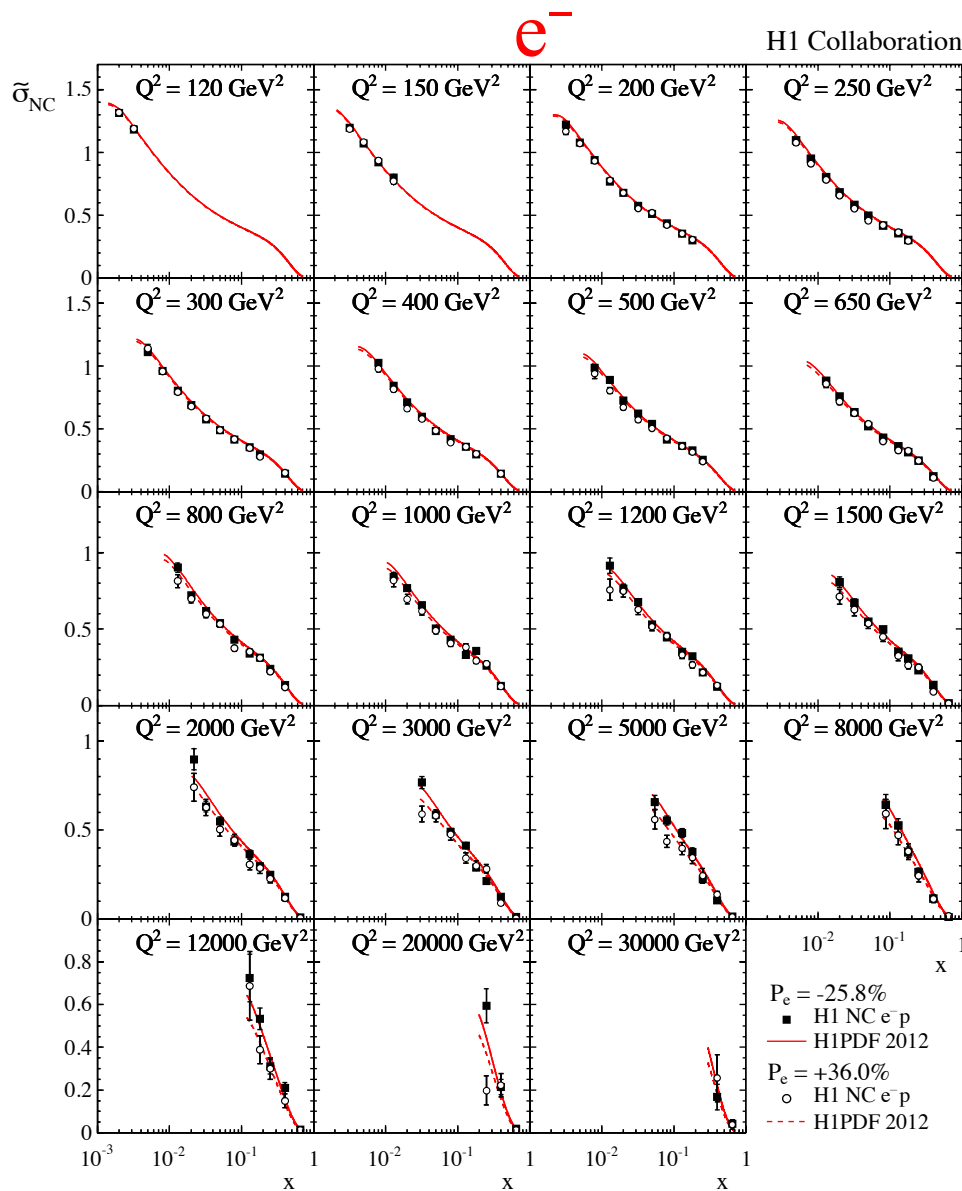 e⁻
H1 Collaboration
σ̃NC
Q² = 120 GeV²
Q² = 150 GeV²
Q² = 200 GeV²
Q² = 250 GeV²
1.5
1
0.5
0
Q² = 300 GeV²
Q² = 400 GeV²
Q² = 500 GeV²
Q² = 650 GeV²
1.5
1
0.5
0
Q² = 800 GeV²
Q² = 1000 GeV²
Q² = 1200 GeV²
Q² = 1500 GeV²
1
0.5
0
Q² = 2000 GeV²
Q² = 3000 GeV²
Q² = 5000 GeV²
Q² = 8000 GeV²
1
0.5
0
Q² = 12000 GeV²
Q² = 20000 GeV²
Q² = 30000 GeV²
0.8
0.6
0.4
0.2
0
10⁻² 10⁻¹ 1
x
Pe = -25.8%
H1 NC e⁻p
H1PDF 2012
Pe = +36.0%
H1 NC e⁻p
H1PDF 2012
10⁻³ 10⁻² 10⁻¹ 1 10⁻² 10⁻¹ 1 10⁻² 10⁻¹ 1
x x x